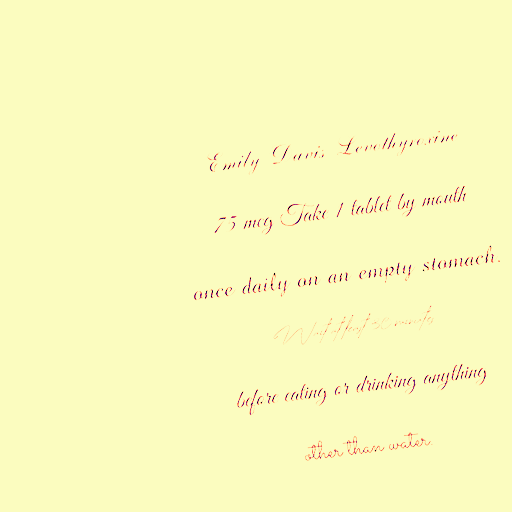 Emily Davis Levothyroxine
75 mcg Take 1 tablet by mouth
once daily on an empty stomach.
Wait at least minutes
before eating or drinking anything
other than water.